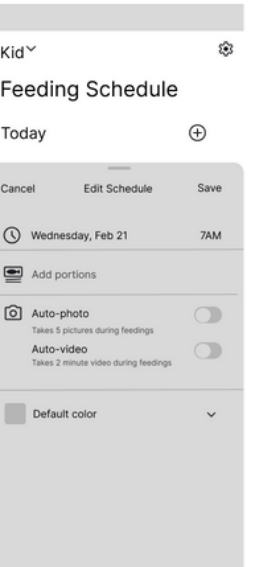 Kid
Feeding Schedule
Today
Cancel Edit Schedule Save
Wednesday, Feb 21 7AM
Add portions
Auto-photo
Takes 5 pictures during feedings
Auto-video
Takes 2 minute video during feedings
Default color